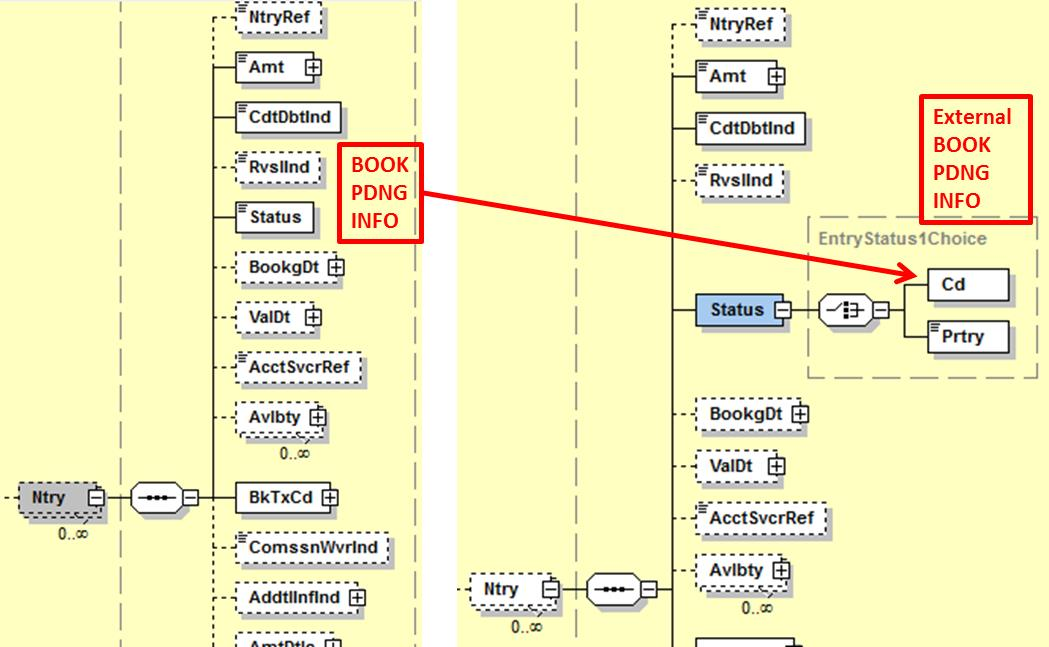 NtryRef
Amt
CdtDbtInd
RvslInd
BOOK
PDNG
INFO
Status
BookgDt
ValDt
AcctSvcrRef
Avlbty
0..∞
Ntry
0..∞
BkTxCd
ComssnWvrInd
AddtlInfInd
AmtDtls
NtryRef
Amt
CdtDbtInd
RvslInd
External
BOOK
PDNG
INFO
EntryStatus1Choice
Cd
Status
Prtry
BookgDt
ValDt
AcctSvcrRef
Avlbty
0..∞
Ntry
0..∞